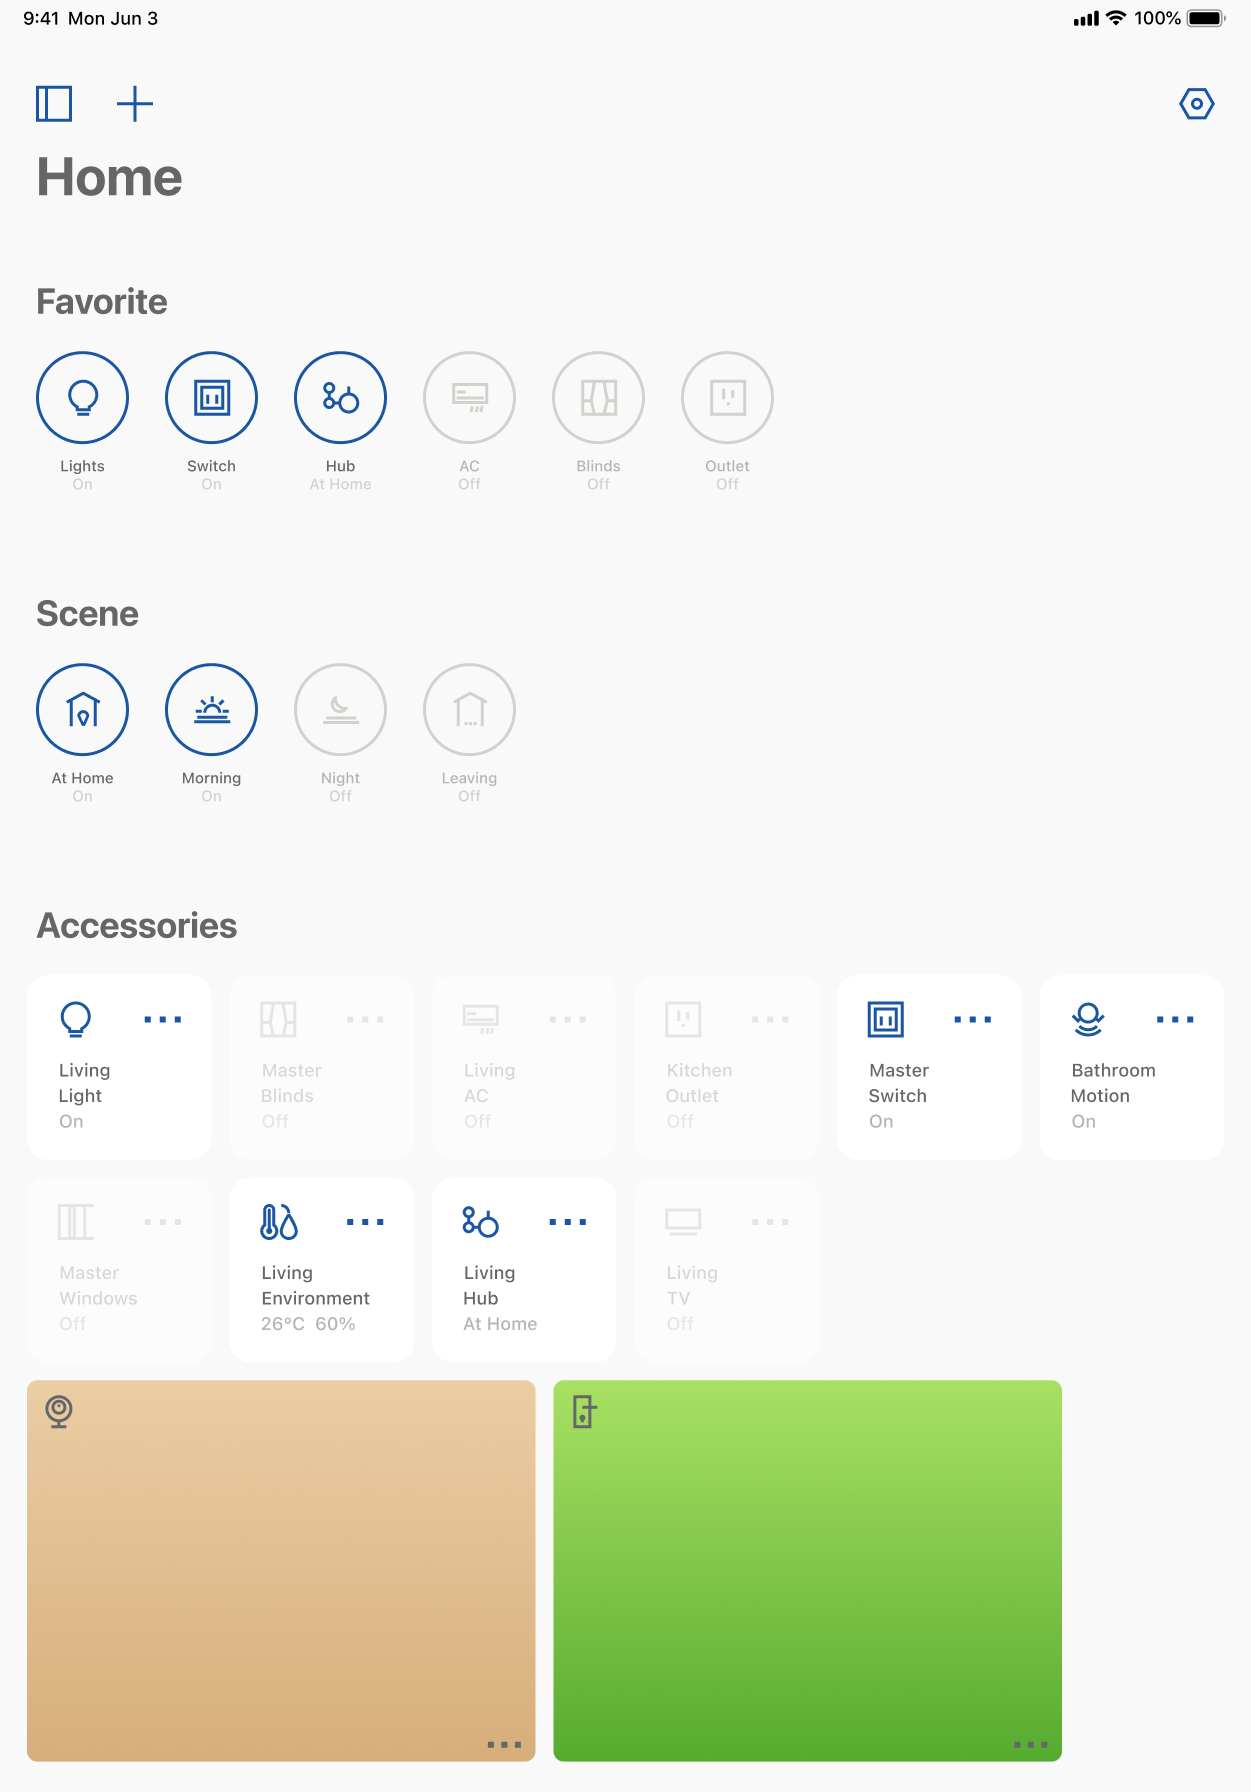 9:41 Mon Jun 3
100%
Home
Favorite
Lights
On
Switch
On
Hub
At Home
AC
Off
Blinds
Off
Outlet
Off
Scene
At Home
On
Morning
On
Night
Off
Leaving
Off
Accessories
Living
Light
On
Master
Blinds
Off
Living
AC
Off
Kitchen
Outlet
Off
Master
Switch
On
Bathroom
Motion
On
Master
Windows
Off
Living
Environment
26°C 60%
Living
Hub
At Home
Living
TV
Off